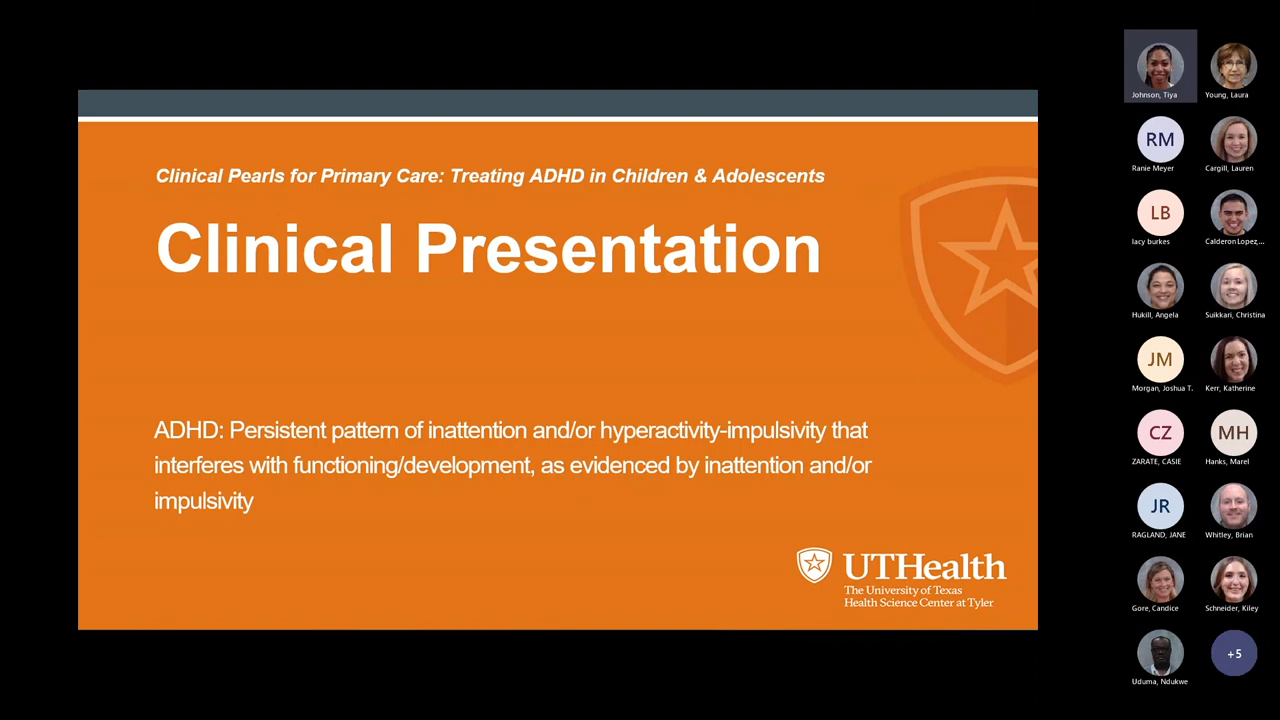 Clinical Pearls for Primary Care: Treating ADHD in Children & Adolescents
Clinical Presentation
ADHD: Persistent pattern of inattention and/or hyperactivity-impulsivity that
interferes with functioning/development, as evidenced by inattention and/or
impulsivity
UTHealth
The University of Texas
Health Science Center at Tyler
Johnson, Tiya
Young, Laura
RM
Ranie Meyer
Cargill, Lauren
LB
lacy burkes
Calderon Lopez,...
Hukill, Angela
Suikkari, Christina
JM
Morgan, Joshua T.
Kerr, Katherine
CZ
ZARATE, CASIE
MH
Hanks, Marel
JR
RAGLAND, JANE
Whitley, Brian
Gore, Candice
Schneider, Kiley
Uduma, Ndukwe
+5